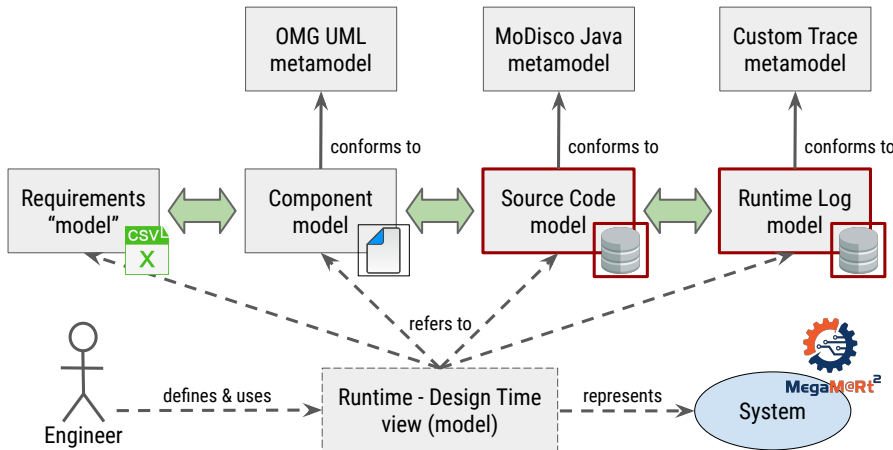 OMG UML
metamodel
MoDisco Java
metamodel
Custom Trace
metamodel
conforms to
conforms to
conforms to
Requirements
“model”
CSV
X
Component
model
Source Code
model
Runtime Log
model
refers to
Engineer
defines & uses
Runtime - Design Time
view (model)
represents
System
MegaM@Rt2